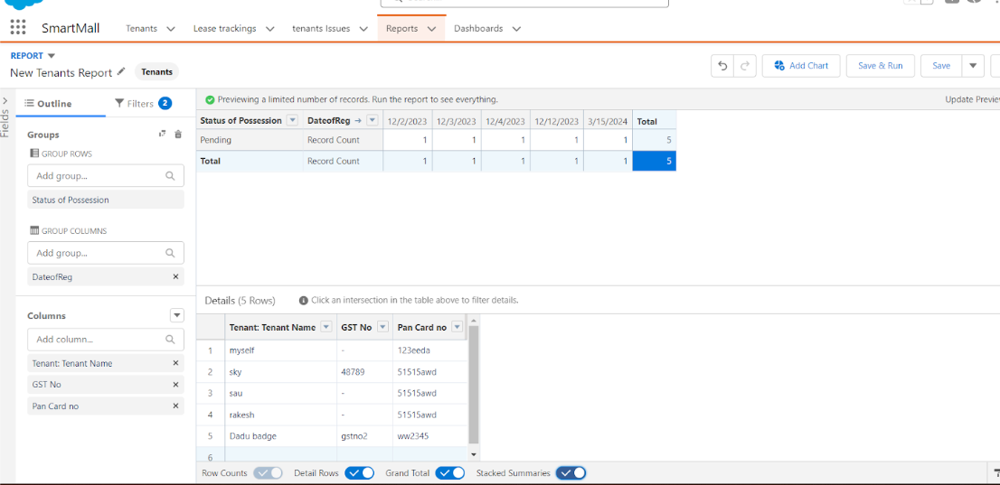 SmartMall Tenants Lease trackings tenants Issues Reports Dashboards
REPORT
New Tenants Report Tenants
Add Chart Save & Run Save
Fields
Outline Filters 2
Previewing a limited number of records. Run the report to see everything. Update Preview
Groups
GROUP ROWS
Add group...
Status of Possession
GROUP COLUMNS
Add group...
DateofReg
Columns
Add column...
Tenant: Tenant Name
GST No
Pan Card no
Status of Possession DateofReg 12/2/2023 12/3/2023 12/4/2023 12/12/2023 3/15/2024 Total
Pending Record Count 1 1 1 1 1 5
Total Record Count 1 1 1 1 1 5
Details (5 Rows) Click an intersection in the table above to filter details.
Tenant: Tenant Name GST No Pan Card no
1 myself - 123eeda
2 sky 48789 51515awd
3 sau - 51515awd
4 rakesh - 51515awd
5 Dadu badge gstno2 ww2345
6
Row Counts Detail Rows Grand Total Stacked Summaries